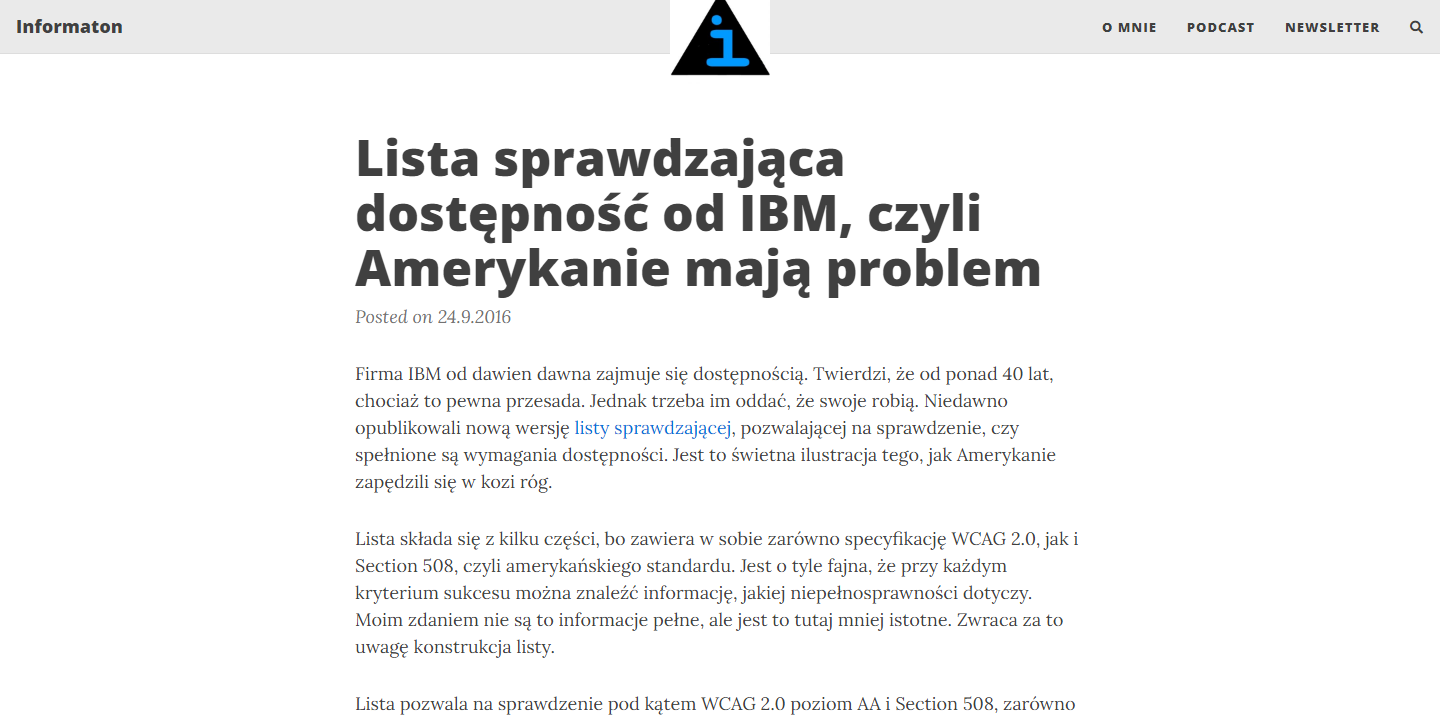 Informaton
i
O MNIE
PODCAST
NEWSLETTER
Lista sprawdzająca
dostępność od IBM, czyli
Amerykanie mają problem
Posted on 24.9.2016
Firma IBM od dawien dawna zajmuje się dostępnością. Twierdzi, że od ponad 40 lat,
chociaż to pewna przesada. Jednak trzeba im oddać, że swoje robią. Niedawno
opublikowali nową wersję listy sprawdzającej, pozwalającej na sprawdzenie, czy
spełnione są wymagania dostępności. Jest to świetna ilustracja tego, jak Amerykanie
zapędzili się w kozi róg.
Lista składa się z kilku części, bo zawiera w sobie zarówno specyfikację WCAG 2.0, jak i
Section 508, czyli amerykańskiego standardu. Jest o tyle fajna, że przy każdym
kryterium sukcesu można znaleźć informację, jakiej niepełnosprawności dotyczy.
Moim zdaniem nie są to informacje pełne, ale jest to tutaj mniej istotne. Zwraca za to
uwagę konstrukcja listy.
Lista pozwala na sprawdzenie pod kątem WCAG 2.0 poziom AA i Section 508, zarówno